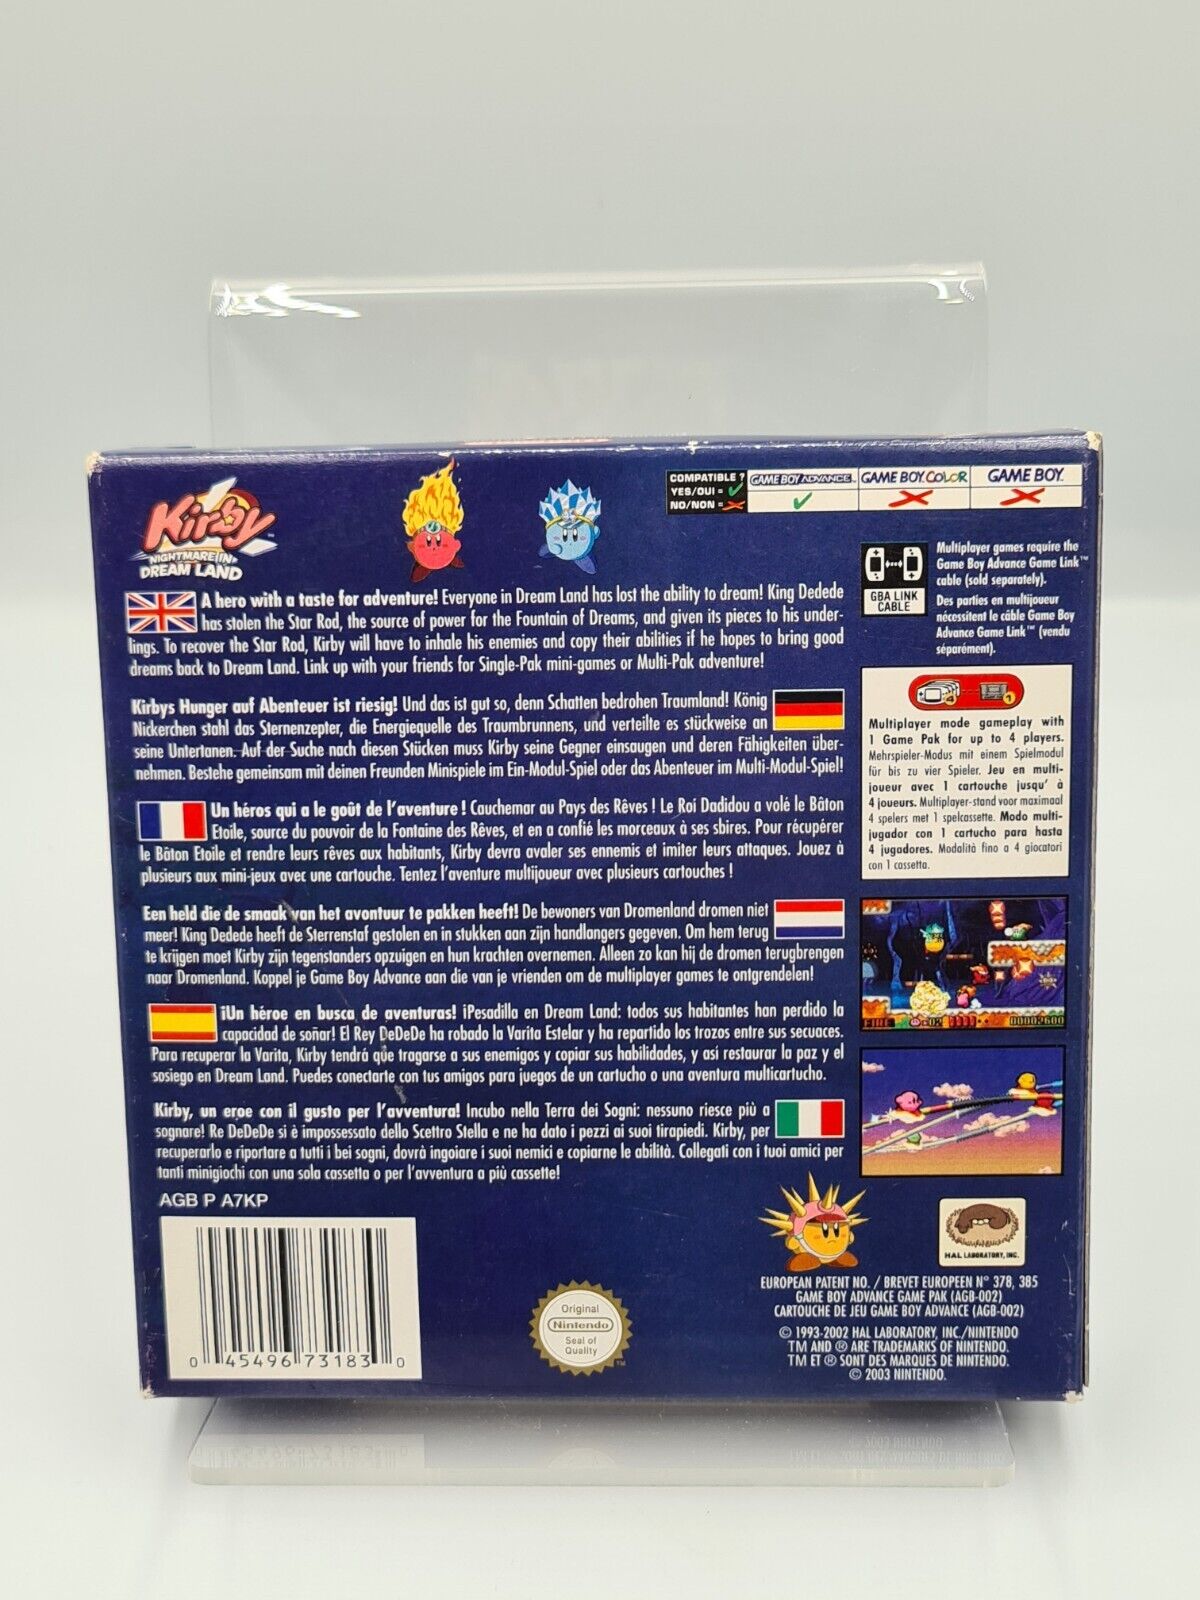 Kirby
NIGHTMARE IN
DREAM LAND
COMPATIBLE ?
YES/OUI = ✓
NO/NON = ✗
GAME BOY ADVANCE
GAME BOY COLOR
GAME BOY
A hero with a taste for adventure! Everyone in Dream Land has lost the ability to dream! King Dedede
has stolen the Star Rod, the source of power for the Fountain of Dreams, and given its pieces to his under-
lings. To recover the Star Rod, Kirby will have to inhale his enemies and copy their abilities if he hopes to bring good
dreams back to Dream Land. Link up with your friends for Single-Pak mini-games or Multi-Pak adventure!
Kirbys Hunger auf Abenteuer ist riesig! Und das ist gut so, denn Schatten bedrohen Traumland! König
Nickerchen stahl das Sternenzepter, die Energiequelle des Traumbrunnens, und verteilte es stückweise an
seine Untertanen. Auf der Suche nach diesen Stücken muss Kirby seine Gegner einsaugen und deren Fähigkeiten über-
nehmen. Bestehe gemeinsam mit deinen Freunden Minispiele im Ein-Modul-Spiel oder das Abenteuer im Multi-Modul-Spiel!
Un héros qui a le goût de l'aventure ! Cauchemar au Pays des Rêves ! Le Roi Dadidou a volé le Bâton
Etoile, source du pouvoir de la Fontaine des Rêves, et en a confié les morceaux à ses sbires. Pour récupérer
le Bâton Etoile et rendre leurs rêves aux habitants, Kirby devra avaler ses ennemis et imiter leurs attaques. Jouez à
plusieurs aux mini-jeux avec une cartouche. Tentez l'aventure multijoueur avec plusieurs cartouches !
Een held die de smaak van het avontuur te pakken heeft! De bewoners van Dromenland dromen niet
meer! King Dedede heeft de Sterrenstaf gestolen en in stukken aan zijn handlangers gegeven. Om hem terug
te krijgen moet Kirby zijn tegenstanders opzuigen en hun krachten overnemen. Alleen zo kan hij de dromen terugbrengen
naar Dromenland. Koppel je Game Boy Advance aan die van je vrienden om de multiplayer games te ontgrendelen!
¡Un héroe en busca de aventuras! ¡Pesadilla en Dream Land: todos sus habitantes han perdido la
capacidad de soñar! El Rey DeDeDe ha robado la Varita Estelar y ha repartido los trozos entre sus secuaces.
Para recuperar la Varita, Kirby tendrá que tragarse a sus enemigos y copiar sus habilidades, y así restaurar la paz y el
sosiego en Dream Land. Puedes conectarte con tus amigos para juegos de un cartucho o una aventura multicartucho.
Kirby, un eroe con il gusto per l'avventura! Incubo nella Terra dei Sogni: nessuno riesce più a
sognare! Re DeDeDe si è impossessato dello Scettro Stella e ne ha dato i pezzi ai suoi tirapiedi. Kirby, per
recuperarlo e riportare a tutti i bei sogni, dovrà ingoiare i suoi nemici e copiarne le abilità. Collegati con i tuoi amici per
tanti minigiochi con una sola cassetta o per l'avventura a più cassette!
AGB P A7KP
0 45496 73183 0
Original
Nintendo
Seal of
Quality
TM
GBA LINK
CABLE
Multiplayer games require the
Game Boy Advance Game Link™
cable (sold separately).
Des parties en multijoueur
nécessitent le câble Game Boy
Advance Game Link™ (vendu
séparément).
4 1
Multiplayer mode gameplay with
1 Game Pak for up to 4 players.
Mehrspieler-Modus mit einem Spielmodul
für bis zu vier Spieler. Jeu en multi-
joueur avec 1 cartouche jusqu' à
4 joueurs. Multiplayer-stand voor maximaal
4 spelers met 1 spelcassette. Modo multi-
jugador con 1 cartucho para hasta
4 jugadores. Modalità fino a 4 giocatori
con 1 cassetta.
FIRE 03 00002600
HAL LABORATORY, INC.
EUROPEAN PATENT NO. / BREVET EUROPEEN N° 378, 385
GAME BOY ADVANCE GAME PAK (AGB-002)
CARTOUCHE DE JEU GAME BOY ADVANCE (AGB-002)
© 1993-2002 HAL LABORATORY, INC./NINTENDO
TM AND ® ARE TRADEMARKS OF NINTENDO.
TM ET ® SONT DES MARQUES DE NINTENDO.
© 2003 NINTENDO.